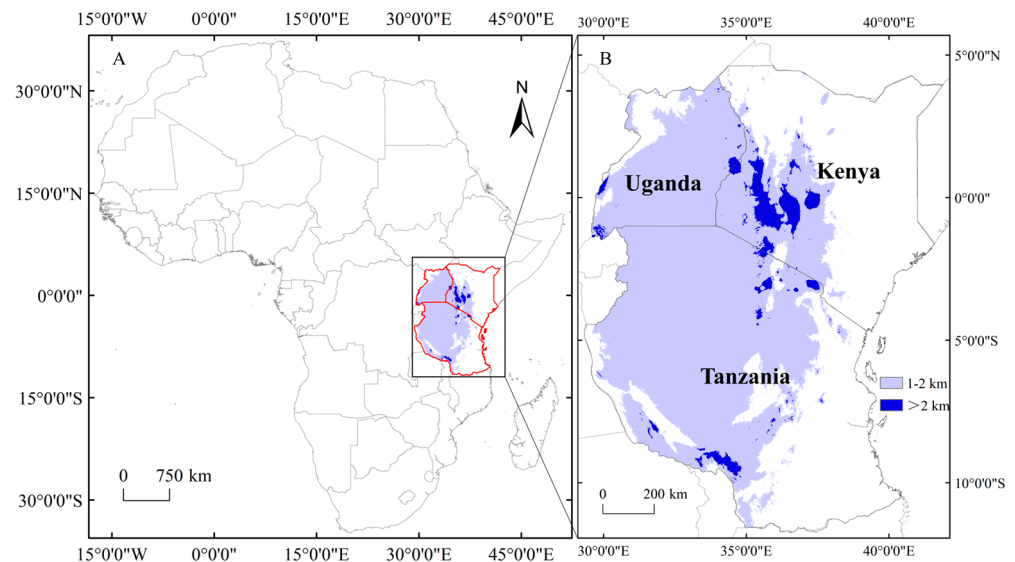 15°0'0"W 0°0'0" 15°0'0"E 30°0'0"E 45°0'0"E
A
N
30°0'0"N
15°0'0"N
0°0'0"
15°0'0"S
30°0'0"S
0 750 km
15°0'0"W 0°0'0" 15°0'0"E 30°0'0"E 45°0'0"E
30°0'0"E 35°0'0"E 40°0'0"E
B
5°0'0"N
Kenya
Uganda
0°0'0"
5°0'0"S
Tanzania
1-2 km
>2 km
10°0'0"S
0 200 km
30°0'0"E 35°0'0"E 40°0'0"E